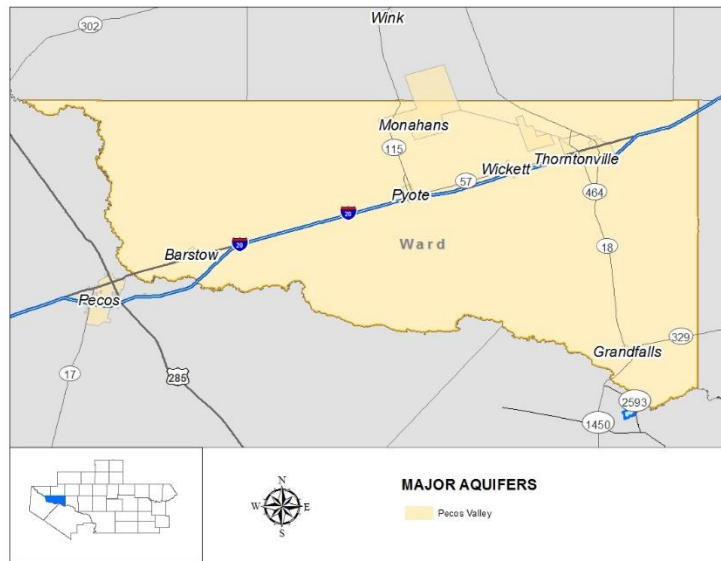 302
Wink
Monahans
115
Thorntonville
Wickett
57
Pyote
464
20
20
Ward
18
Barstow
Pecos
Grandfalls
329
17
285
2593
1450
N
W
E
S
MAJOR AQUIFERS
Pecos Valley